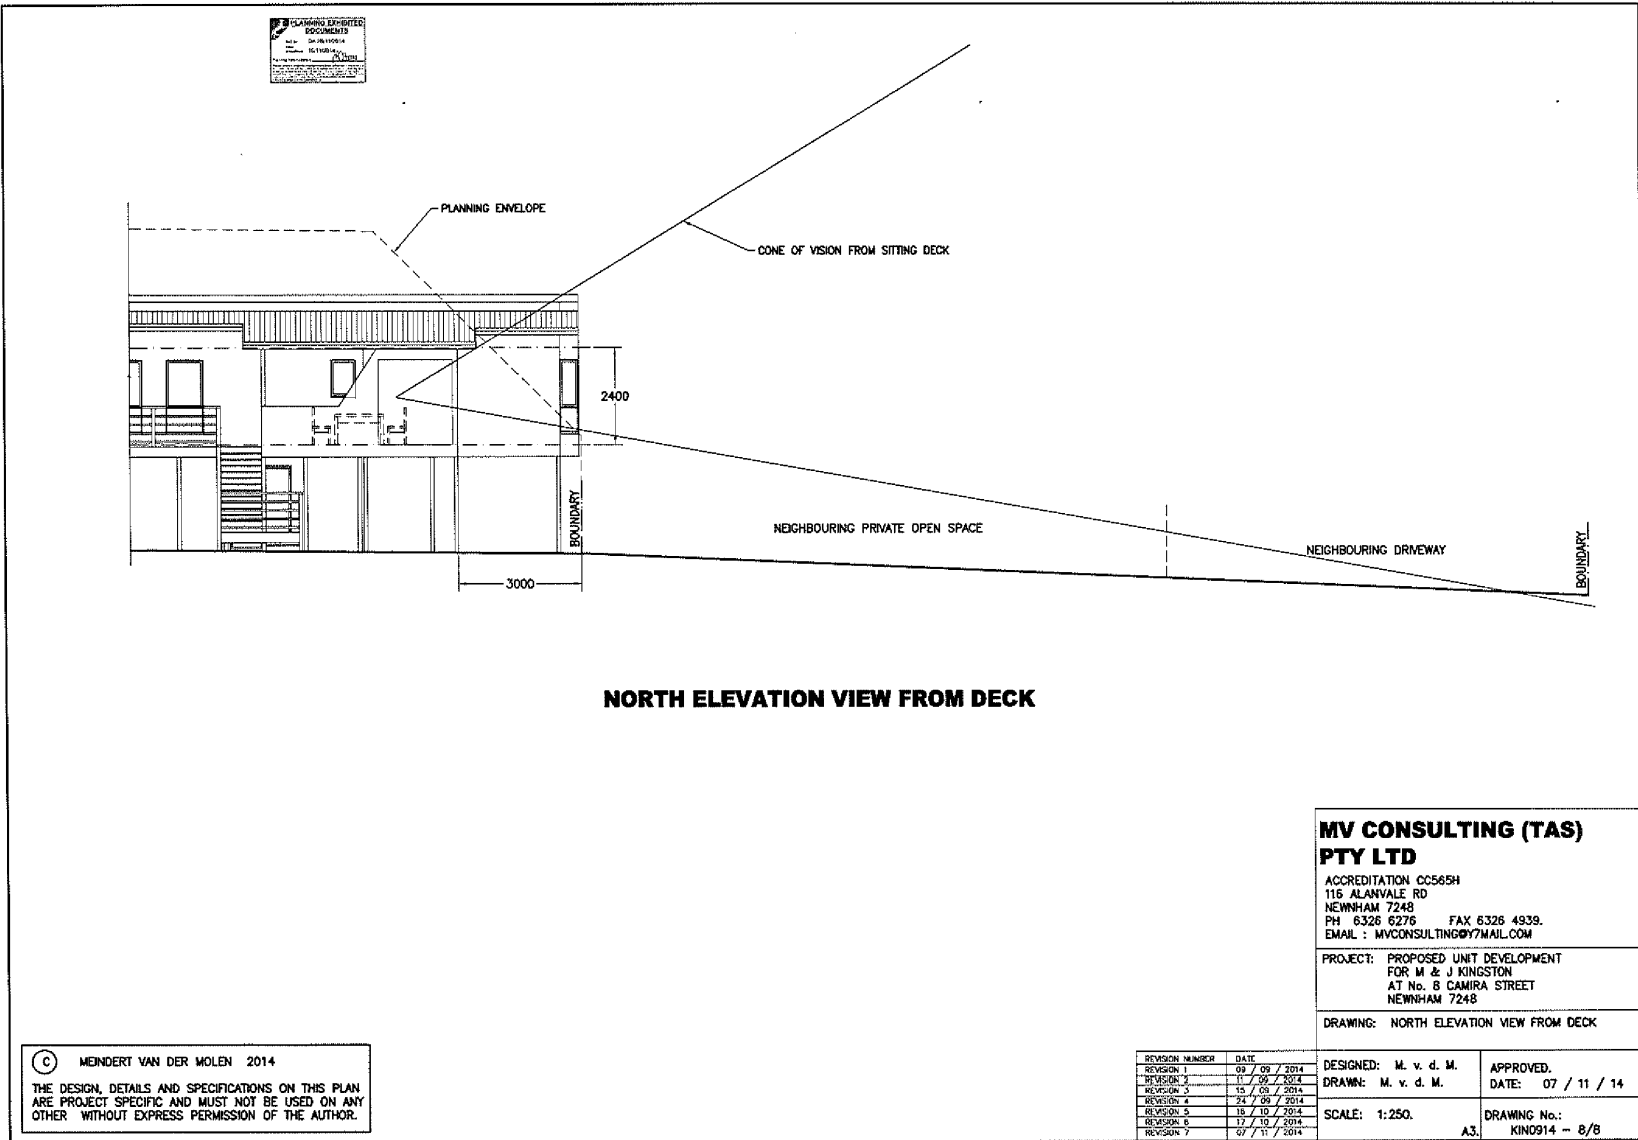 PLANNING EXHIBITED
DOCUMENTS
PLANNING ENVELOPE
CONE OF VISION FROM SITTING DECK
2400
BOUNDARY
NEIGHBOURING PRIVATE OPEN SPACE
NEIGHBOURING DRIVEWAY
BOUNDARY
3000
NORTH ELEVATION VIEW FROM DECK
MV CONSULTING (TAS)
PTY LTD
ACCREDITATION CC565H
116 ALANVALE RD
NEWNHAM 7248
PH 6326 6276 FAX 6326 4939.
EMAIL : MVCONSULTING@Y7MAIL.COM
PROJECT: PROPOSED UNIT DEVELOPMENT
FOR M & J KINGSTON
AT No. 8 CAMIRA STREET
NEWNHAM 7248
DRAWING: NORTH ELEVATION VIEW FROM DECK
C MEINDERT VAN DER MOLEN 2014
THE DESIGN, DETAILS AND SPECIFICATIONS ON THIS PLAN
ARE PROJECT SPECIFIC AND MUST NOT BE USED ON ANY
OTHER WITHOUT EXPRESS PERMISSION OF THE AUTHOR.
REVISION NUMBER DATE
REVISION 1 09 / 09 / 2014
REVISION 2 11 / 09 / 2014
REVISION 3 15 / 09 / 2014
REVISION 4 24 / 09 / 2014
REVISION 5 16 / 10 / 2014
REVISION 6 17 / 10 / 2014
REVISION 7 07 / 11 / 2014
DESIGNED: M. v. d. M.
DRAWN: M. v. d. M.
APPROVED.
DATE: 07 / 11 / 14
SCALE: 1:250.
A3.
DRAWING No.:
KIN0914 - 8/8